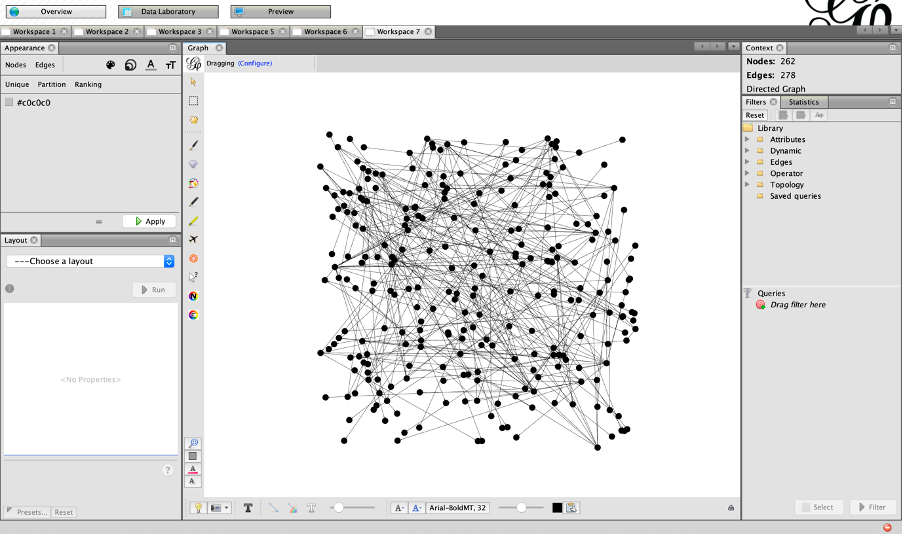 Overview
Data Laboratory
Preview
Workspace 1
Workspace 2
Workspace 3
Workspace 5
Workspace 6
Workspace 7
Appearance
Nodes Edges
T
Unique Partition Ranking
#c0c0c0
Apply
Layout
---Choose a layout
Run
<No Properties>
?
Presets... Reset
Graph
Dragging (Configure)
A
A
T
T
A- A- Arial-BoldMT, 32
Context
Nodes: 262
Edges: 278
Directed Graph
Filters Statistics
Reset
Library
Attributes
Dynamic
Edges
Operator
Topology
Saved queries
Queries
Drag filter here
Select Filter